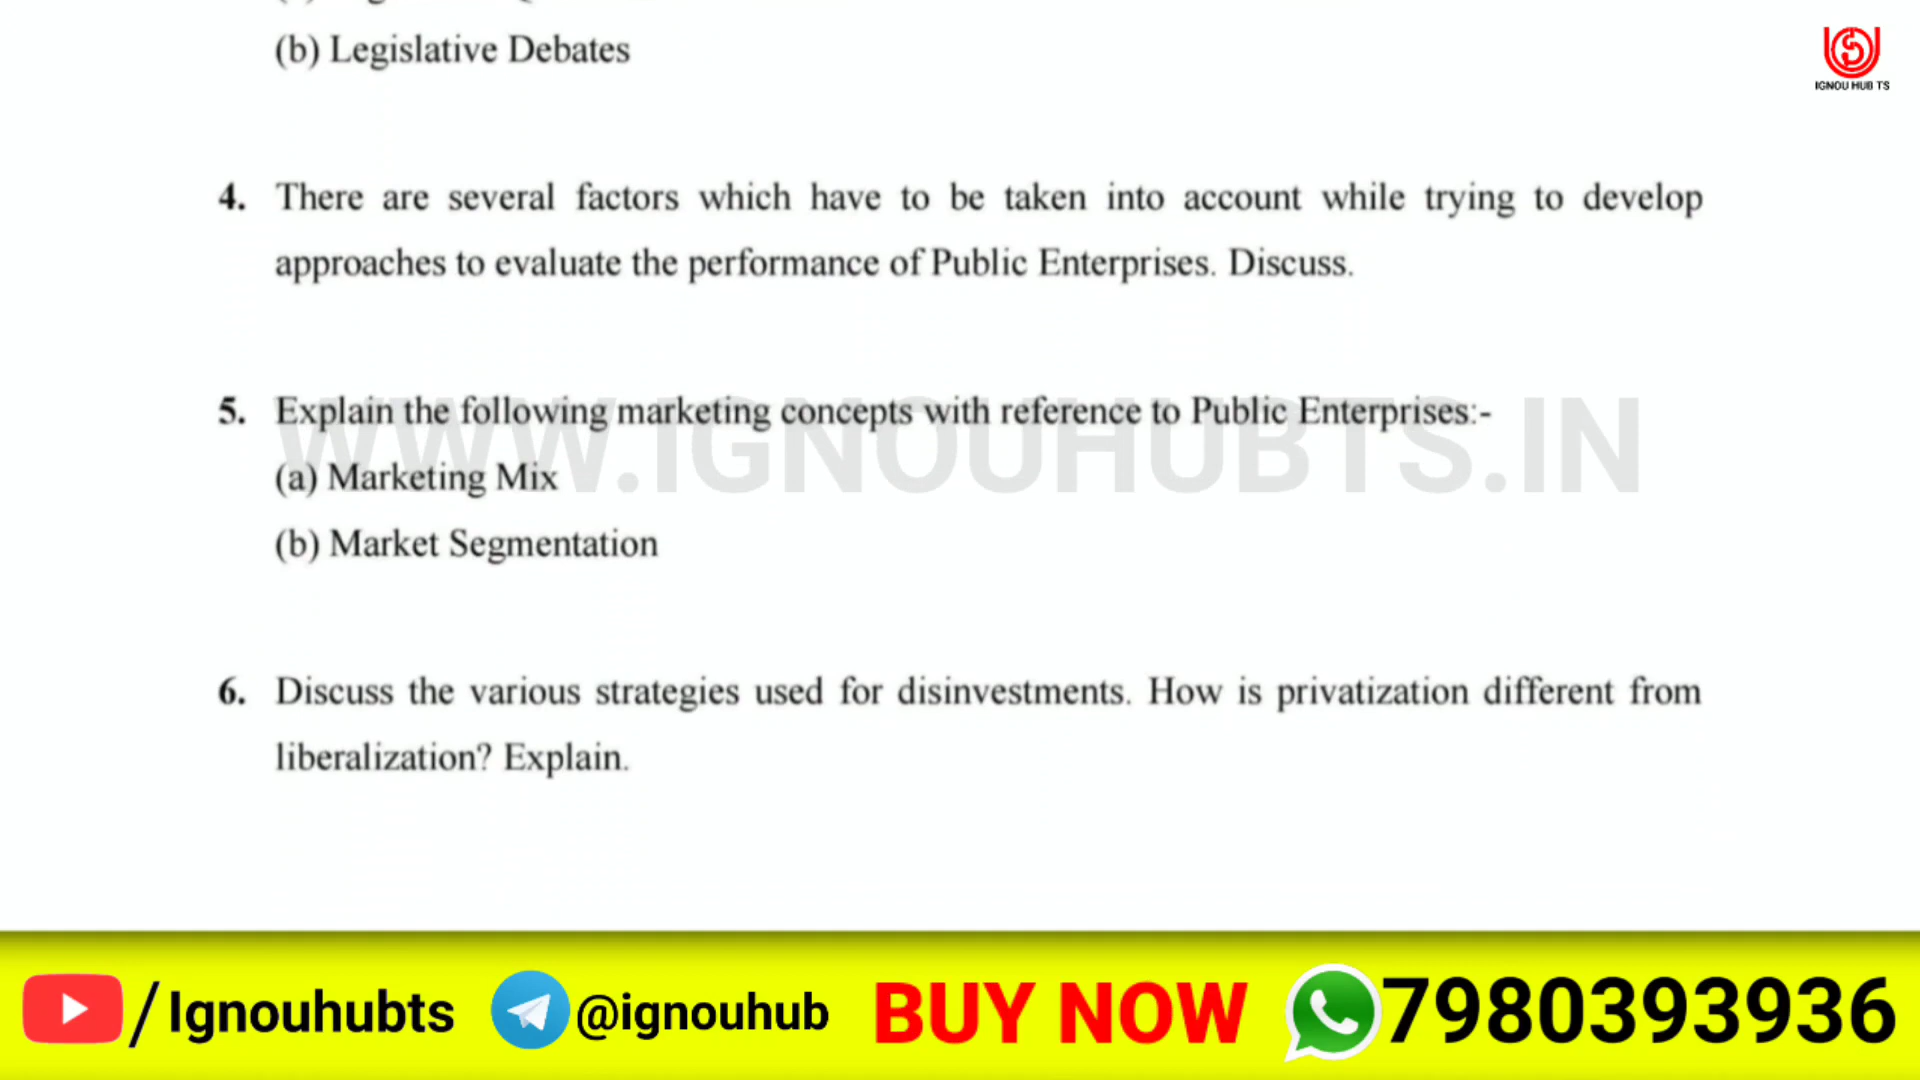 (b) Legislative Debates
IGNOU HUB TS
4. There are several factors which have to be taken into account while trying to develop
approaches to evaluate the performance of Public Enterprises. Discuss.
5. Explain the following marketing concepts with reference to Public Enterprises:-
WWW.IGNOUHUBTS.IN
(a) Marketing Mix
(b) Market Segmentation
6. Discuss the various strategies used for disinvestments. How is privatization different from
liberalization? Explain.
/Ignouhubts @ignouhub BUY NOW 7980393936